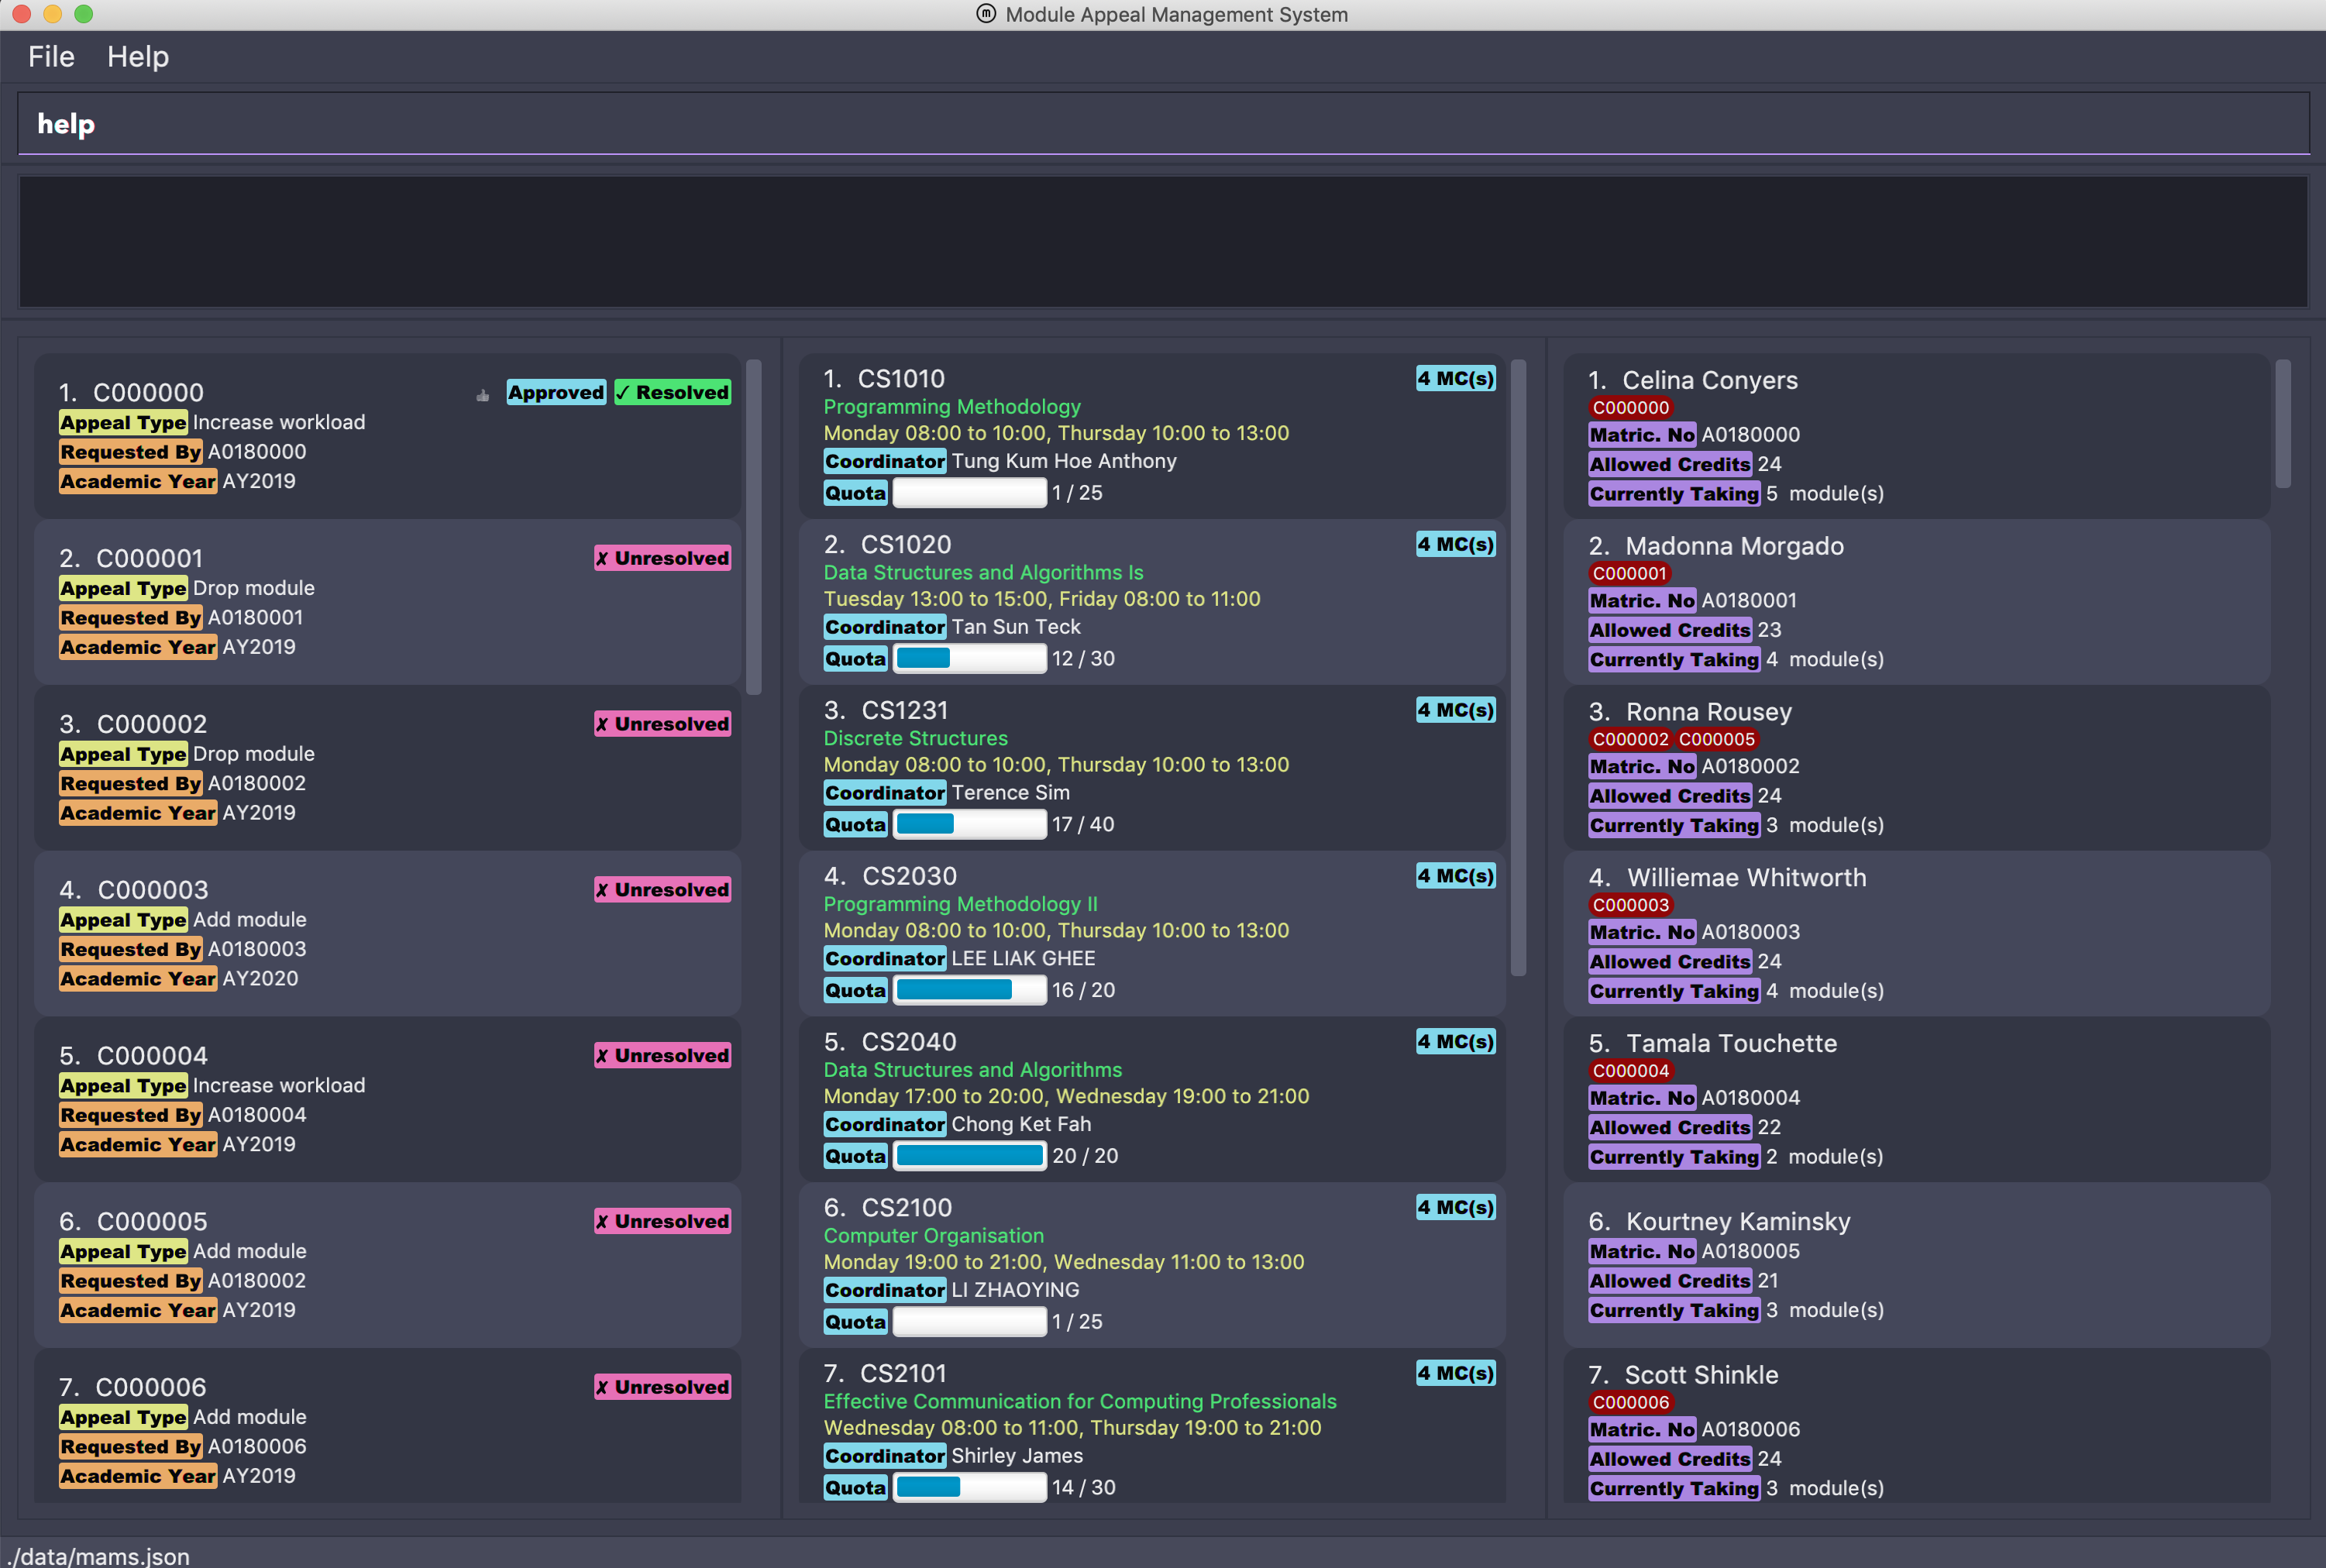 Module Appeal Management System
File Help
help
1. C000000 Approved ✓ Resolved
Appeal Type Increase workload
Requested By A0180000
Academic Year AY2019
2. C000001 ✗ Unresolved
Appeal Type Drop module
Requested By A0180001
Academic Year AY2019
3. C000002 ✗ Unresolved
Appeal Type Drop module
Requested By A0180002
Academic Year AY2019
4. C000003 ✗ Unresolved
Appeal Type Add module
Requested By A0180003
Academic Year AY2020
5. C000004 ✗ Unresolved
Appeal Type Increase workload
Requested By A0180004
Academic Year AY2019
6. C000005 ✗ Unresolved
Appeal Type Add module
Requested By A0180002
Academic Year AY2019
7. C000006 ✗ Unresolved
Appeal Type Add module
Requested By A0180006
Academic Year AY2019
1. CS1010 4 MC(s)
Programming Methodology
Monday 08:00 to 10:00, Thursday 10:00 to 13:00
Coordinator Tung Kum Hoe Anthony
Quota 1 / 25
2. CS1020 4 MC(s)
Data Structures and Algorithms Is
Tuesday 13:00 to 15:00, Friday 08:00 to 11:00
Coordinator Tan Sun Teck
Quota 12 / 30
3. CS1231 4 MC(s)
Discrete Structures
Monday 08:00 to 10:00, Thursday 10:00 to 13:00
Coordinator Terence Sim
Quota 17 / 40
4. CS2030 4 MC(s)
Programming Methodology II
Monday 08:00 to 10:00, Thursday 10:00 to 13:00
Coordinator LEE LIAK GHEE
Quota 16 / 20
5. CS2040 4 MC(s)
Data Structures and Algorithms
Monday 17:00 to 20:00, Wednesday 19:00 to 21:00
Coordinator Chong Ket Fah
Quota 20 / 20
6. CS2100 4 MC(s)
Computer Organisation
Monday 19:00 to 21:00, Wednesday 11:00 to 13:00
Coordinator LI ZHAOYING
Quota 1 / 25
7. CS2101 4 MC(s)
Effective Communication for Computing Professionals
Wednesday 08:00 to 11:00, Thursday 19:00 to 21:00
Coordinator Shirley James
Quota 14 / 30
1. Celina Conyers
C000000
Matric. No A0180000
Allowed Credits 24
Currently Taking 5 module(s)
2. Madonna Morgado
C000001
Matric. No A0180001
Allowed Credits 23
Currently Taking 4 module(s)
3. Ronna Rousey
C000002 C000005
Matric. No A0180002
Allowed Credits 24
Currently Taking 3 module(s)
4. Williemae Whitworth
C000003
Matric. No A0180003
Allowed Credits 24
Currently Taking 4 module(s)
5. Tamala Touchette
C000004
Matric. No A0180004
Allowed Credits 22
Currently Taking 2 module(s)
6. Kourtney Kaminsky
Matric. No A0180005
Allowed Credits 21
Currently Taking 3 module(s)
7. Scott Shinkle
C000006
Matric. No A0180006
Allowed Credits 24
Currently Taking 3 module(s)
./data/mams.json